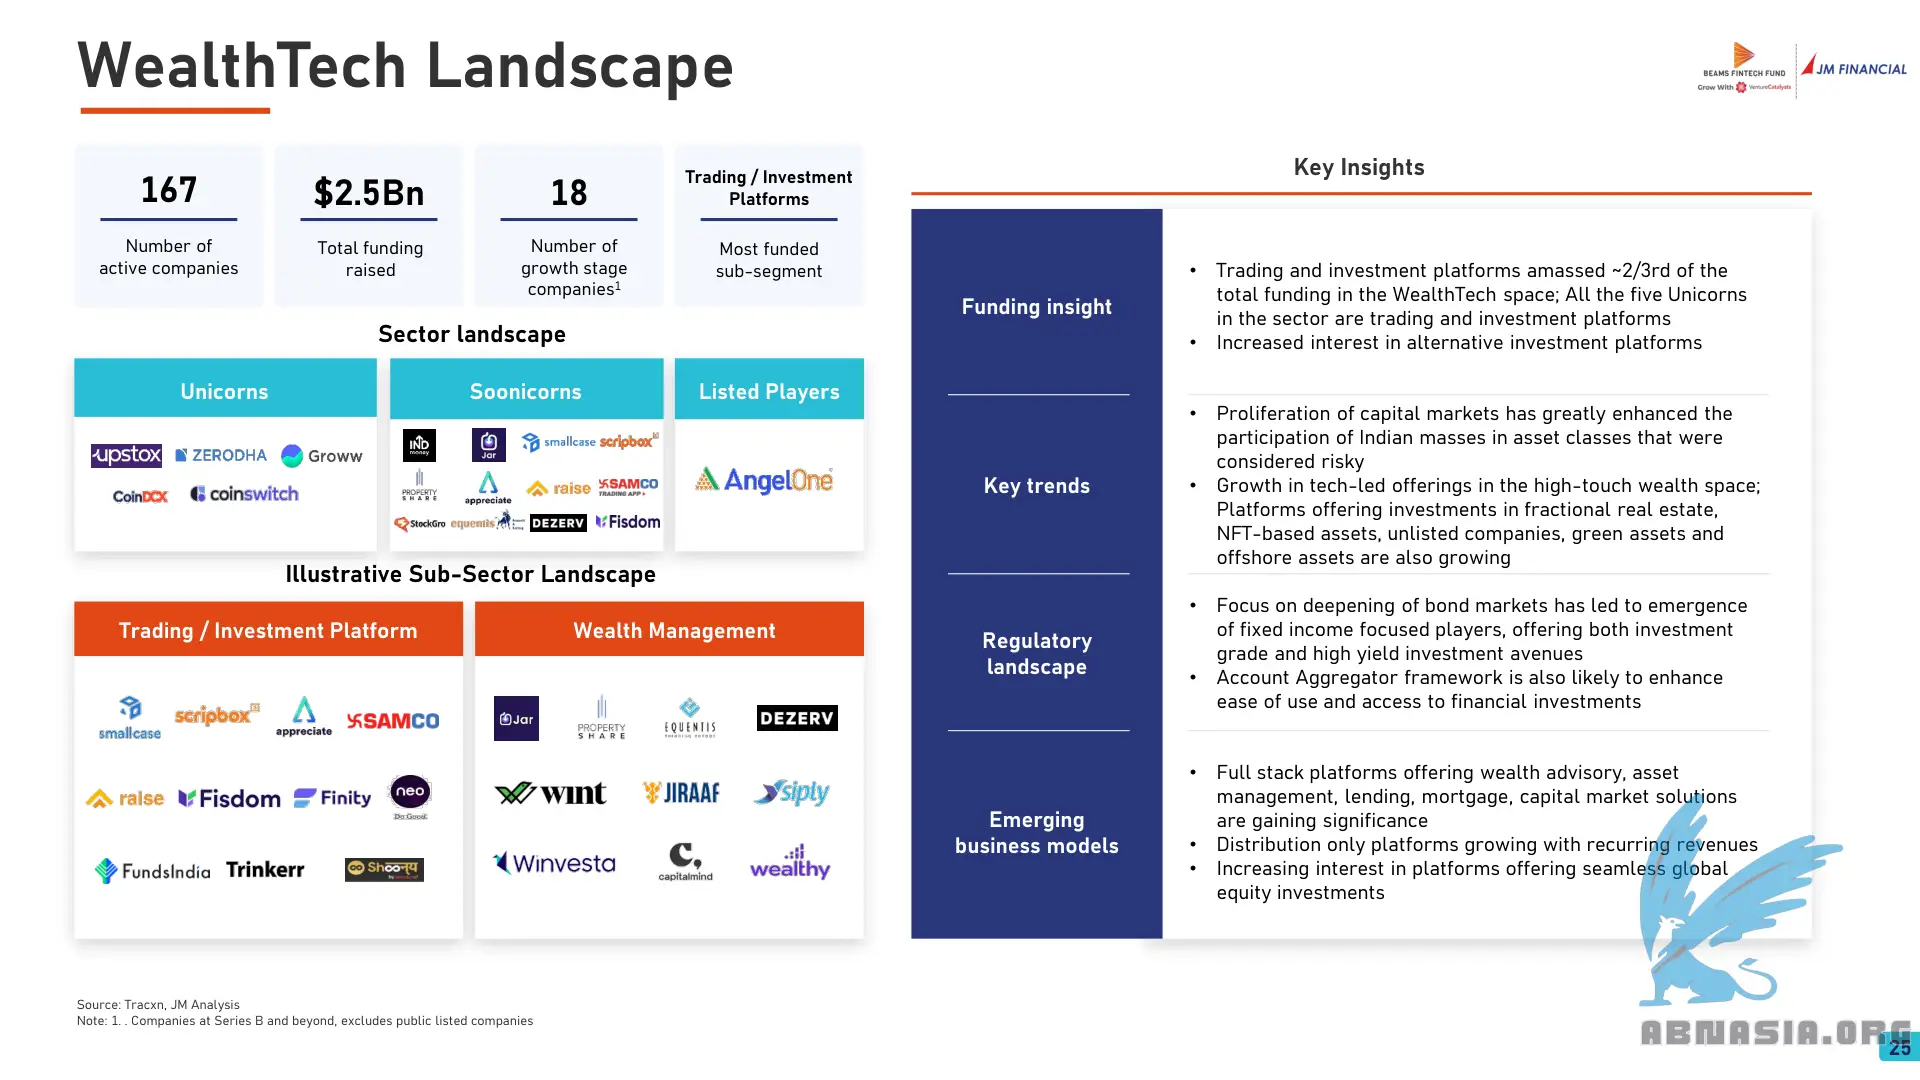 WealthTech Landscape
BEAMS FINTECH FUND
Grow With VentureCatalysts
JM FINANCIAL
167
Number of
active companies
$2.5Bn
Total funding
raised
18
Number of
growth stage
companies1
Trading / Investment
Platforms
Most funded
sub-segment
Sector landscape
Unicorns
Soonicorns
Listed Players
upstox ZERODHA Groww
CoinDCX coinswitch
IND money Jar smallcase scripbox
PROPERTY SHARE appreciate raise SAMCO TRADING APP
StockGro equentis DEZERV Fisdom
AngelOne
Illustrative Sub-Sector Landscape
Trading / Investment Platform
smallcase scripbox appreciate SAMCO
raise Fisdom Finity neo Do Good
FundsIndia Trinkerr Shoonya
Wealth Management
Jar PROPERTY SHARE EQUENTIS DEZERV
wint JIRAAF siply
Winvesta capitalmind wealthy
Key Insights
Funding insight
• Trading and investment platforms amassed ~2/3rd of the
total funding in the WealthTech space; All the five Unicorns
in the sector are trading and investment platforms
• Increased interest in alternative investment platforms
Key trends
• Proliferation of capital markets has greatly enhanced the
participation of Indian masses in asset classes that were
considered risky
• Growth in tech-led offerings in the high-touch wealth space;
Platforms offering investments in fractional real estate,
NFT-based assets, unlisted companies, green assets and
offshore assets are also growing
Regulatory
landscape
• Focus on deepening of bond markets has led to emergence
of fixed income focused players, offering both investment
grade and high yield investment avenues
• Account Aggregator framework is also likely to enhance
ease of use and access to financial investments
Emerging
business models
• Full stack platforms offering wealth advisory, asset
management, lending, mortgage, capital market solutions
are gaining significance
• Distribution only platforms growing with recurring revenues
• Increasing interest in platforms offering seamless global
equity investments
Source: Tracxn, JM Analysis
Note: 1. . Companies at Series B and beyond, excludes public listed companies
ABNASIA.ORG
25